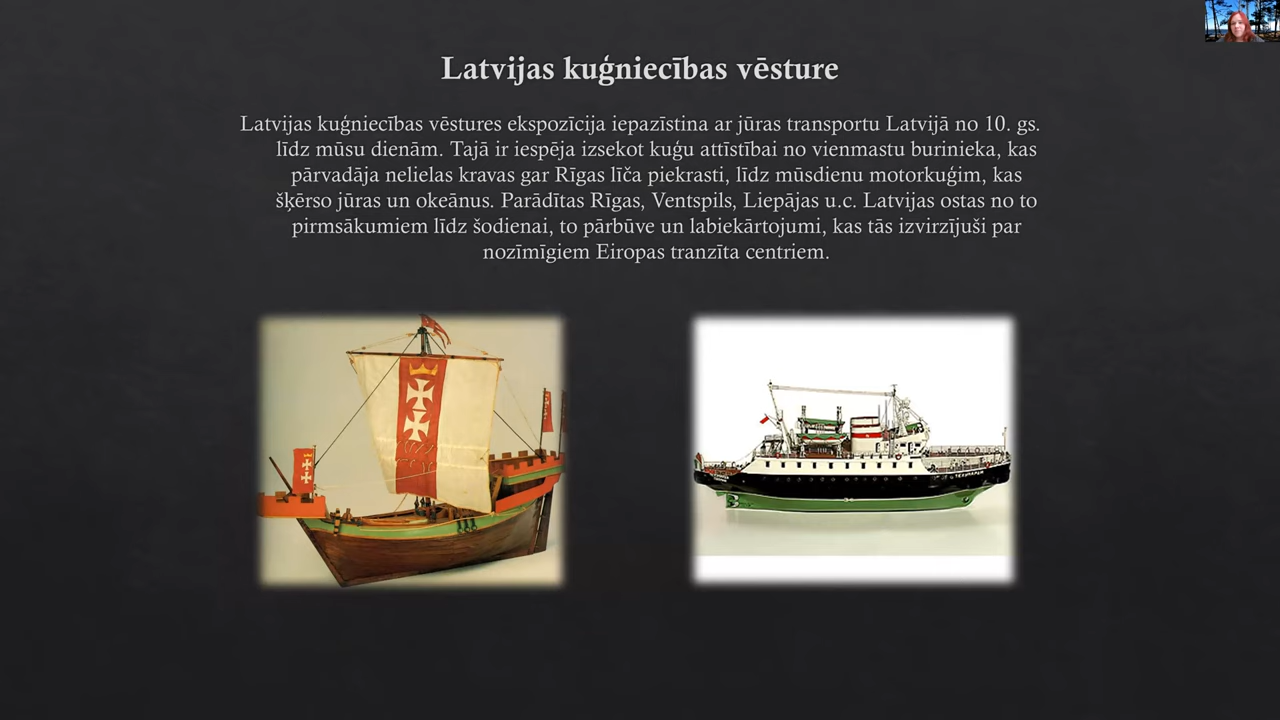 Latvijas kuģniecības vēsture
Latvijas kuģniecības vēstures ekspozīcija iepazīstina ar jūras transportu Latvijā no 10. gs.
līdz mūsu dienām. Tajā ir iespēja izsekot kuģu attīstībai no vienmastu burinieka, kas
pārvadāja nelielas kravas gar Rīgas līča piekrasti, līdz mūsdienu motorkuģim, kas
šķērso jūras un okeānus. Parādītas Rīgas, Ventspils, Liepājas u.c. Latvijas ostas no to
pirmsākumiem līdz šodienai, to pārbūve un labiekārtojumi, kas tās izvirzījuši par
nozīmīgiem Eiropas tranzīta centriem.